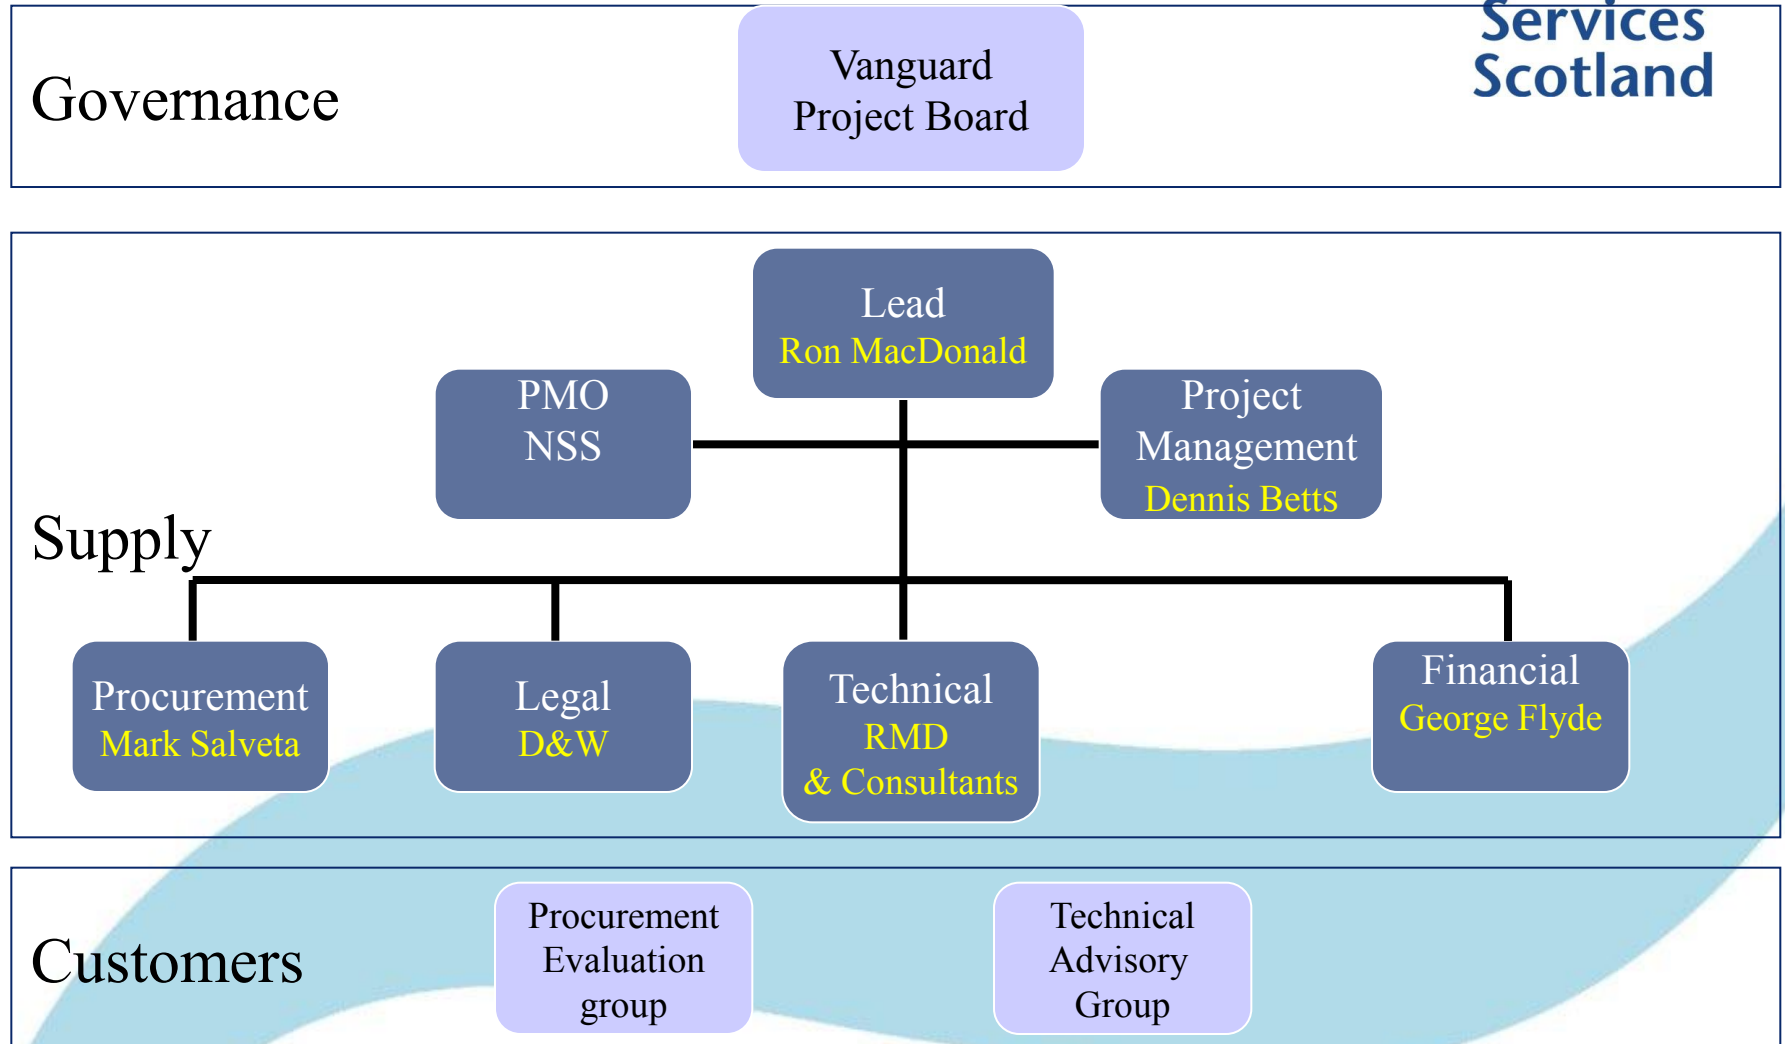 Services
Scotland
Governance
Vanguard
Project Board
Supply
Lead
Ron MacDonald
PMO
NSS
Project
Management
Dennis Betts
Procurement
Mark Salveta
Legal
D&W
Technical
RMD
& Consultants
Financial
George Flyde
Customers
Procurement
Evaluation
group
Technical
Advisory
Group